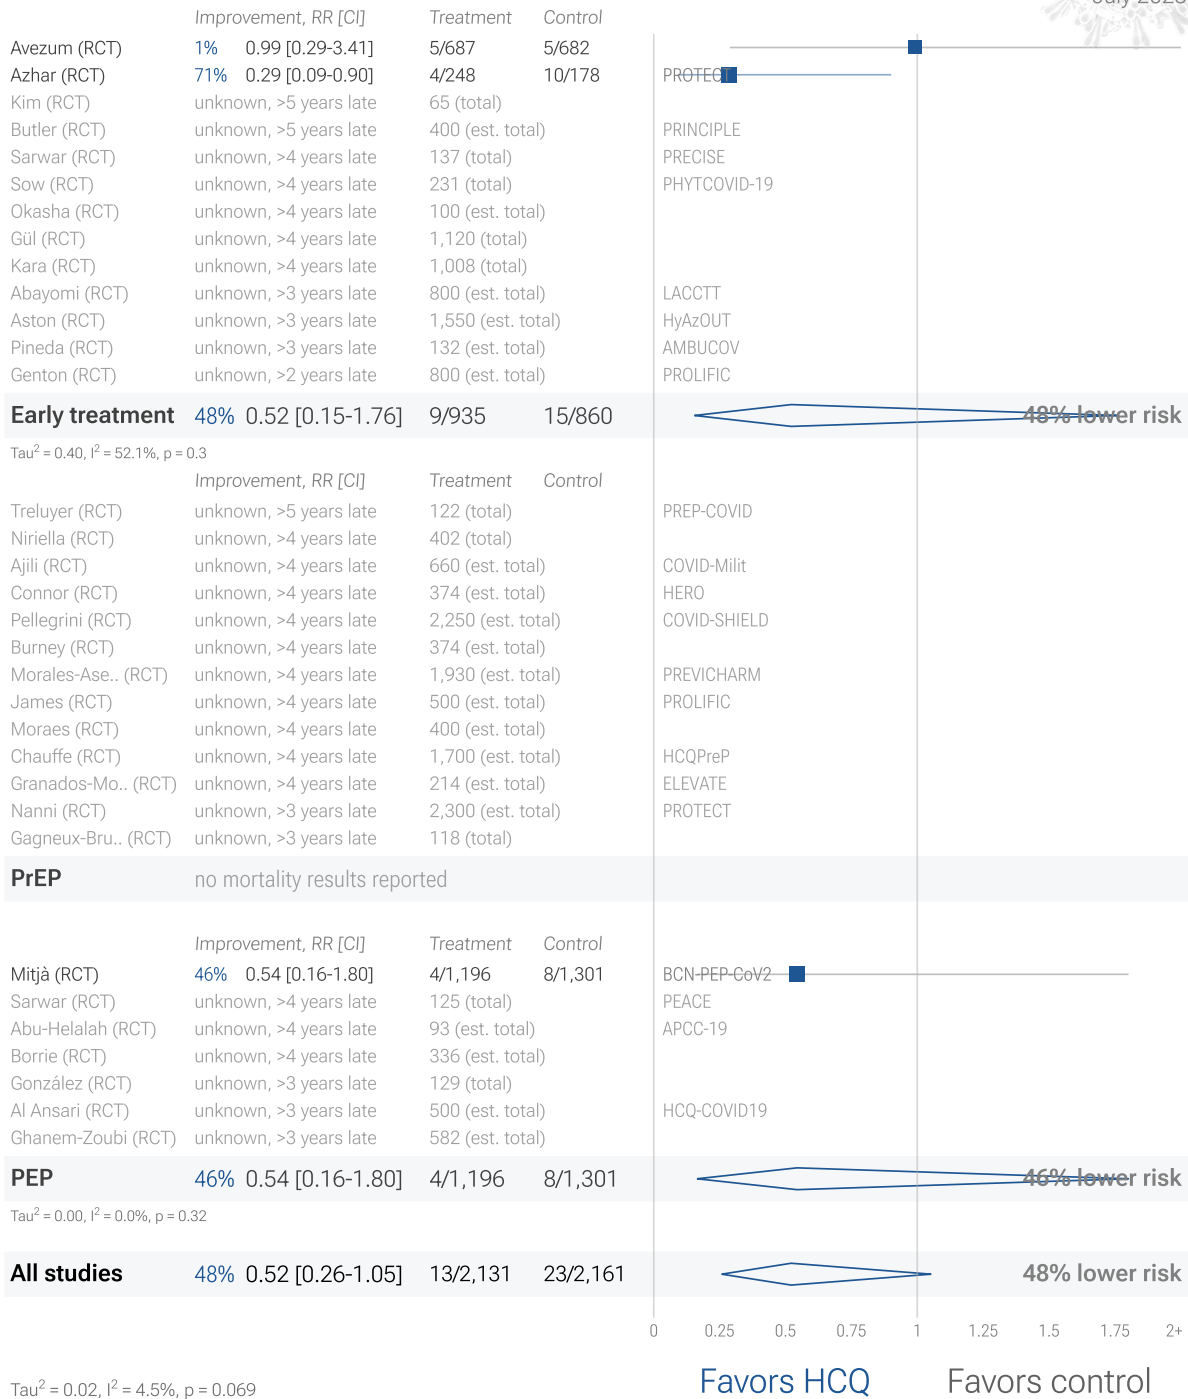 July 2025
Improvement, RR [CI] Treatment Control
Avezum (RCT) 1% 0.99 [0.29-3.41] 5/687 5/682
Azhar (RCT) 71% 0.29 [0.09-0.90] 4/248 10/178 PROTECT
Kim (RCT) unknown, >5 years late 65 (total)
Butler (RCT) unknown, >5 years late 400 (est. total) PRINCIPLE
Sarwar (RCT) unknown, >4 years late 137 (total) PRECISE
Sow (RCT) unknown, >4 years late 231 (total) PHYTCOVID-19
Okasha (RCT) unknown, >4 years late 100 (est. total)
Gül (RCT) unknown, >4 years late 1,120 (total)
Kara (RCT) unknown, >4 years late 1,008 (total)
Abayomi (RCT) unknown, >3 years late 800 (est. total) LACCTT
Aston (RCT) unknown, >3 years late 1,550 (est. total) HyAzOUT
Pineda (RCT) unknown, >3 years late 132 (est. total) AMBUCOV
Genton (RCT) unknown, >2 years late 800 (est. total) PROLIFIC
Early treatment 48% 0.52 [0.15-1.76] 9/935 15/860 48% lower risk
Tau² = 0.40, I² = 52.1%, p = 0.3
Improvement, RR [CI] Treatment Control
Treluyer (RCT) unknown, >5 years late 122 (total) PREP-COVID
Niriella (RCT) unknown, >4 years late 402 (total)
Ajili (RCT) unknown, >4 years late 660 (est. total) COVID-Milit
Connor (RCT) unknown, >4 years late 374 (est. total) HERO
Pellegrini (RCT) unknown, >4 years late 2,250 (est. total) COVID-SHIELD
Burney (RCT) unknown, >4 years late 374 (est. total)
Morales-Ase.. (RCT) unknown, >4 years late 1,930 (est. total) PREVICHARM
James (RCT) unknown, >4 years late 500 (est. total) PROLIFIC
Moraes (RCT) unknown, >4 years late 400 (est. total)
Chauffe (RCT) unknown, >4 years late 1,700 (est. total) HCQPreP
Granados-Mo.. (RCT) unknown, >4 years late 214 (est. total) ELEVATE
Nanni (RCT) unknown, >3 years late 2,300 (est. total) PROTECT
Gagneux-Bru.. (RCT) unknown, >3 years late 118 (total)
PrEP no mortality results reported
Improvement, RR [CI] Treatment Control
Mitjà (RCT) 46% 0.54 [0.16-1.80] 4/1,196 8/1,301 BCN-PEP-CoV2
Sarwar (RCT) unknown, >4 years late 125 (total) PEACE
Abu-Helalah (RCT) unknown, >4 years late 93 (est. total) APCC-19
Borrie (RCT) unknown, >4 years late 336 (est. total)
González (RCT) unknown, >3 years late 129 (total)
Al Ansari (RCT) unknown, >3 years late 500 (est. total) HCQ-COVID19
Ghanem-Zoubi (RCT) unknown, >3 years late 582 (est. total)
PEP 46% 0.54 [0.16-1.80] 4/1,196 8/1,301 46% lower risk
Tau² = 0.00, I² = 0.0%, p = 0.32
All studies 48% 0.52 [0.26-1.05] 13/2,131 23/2,161 48% lower risk
0 0.25 0.5 0.75 1 1.25 1.5 1.75 2+
Tau² = 0.02, I² = 4.5%, p = 0.069 Favors HCQ Favors control